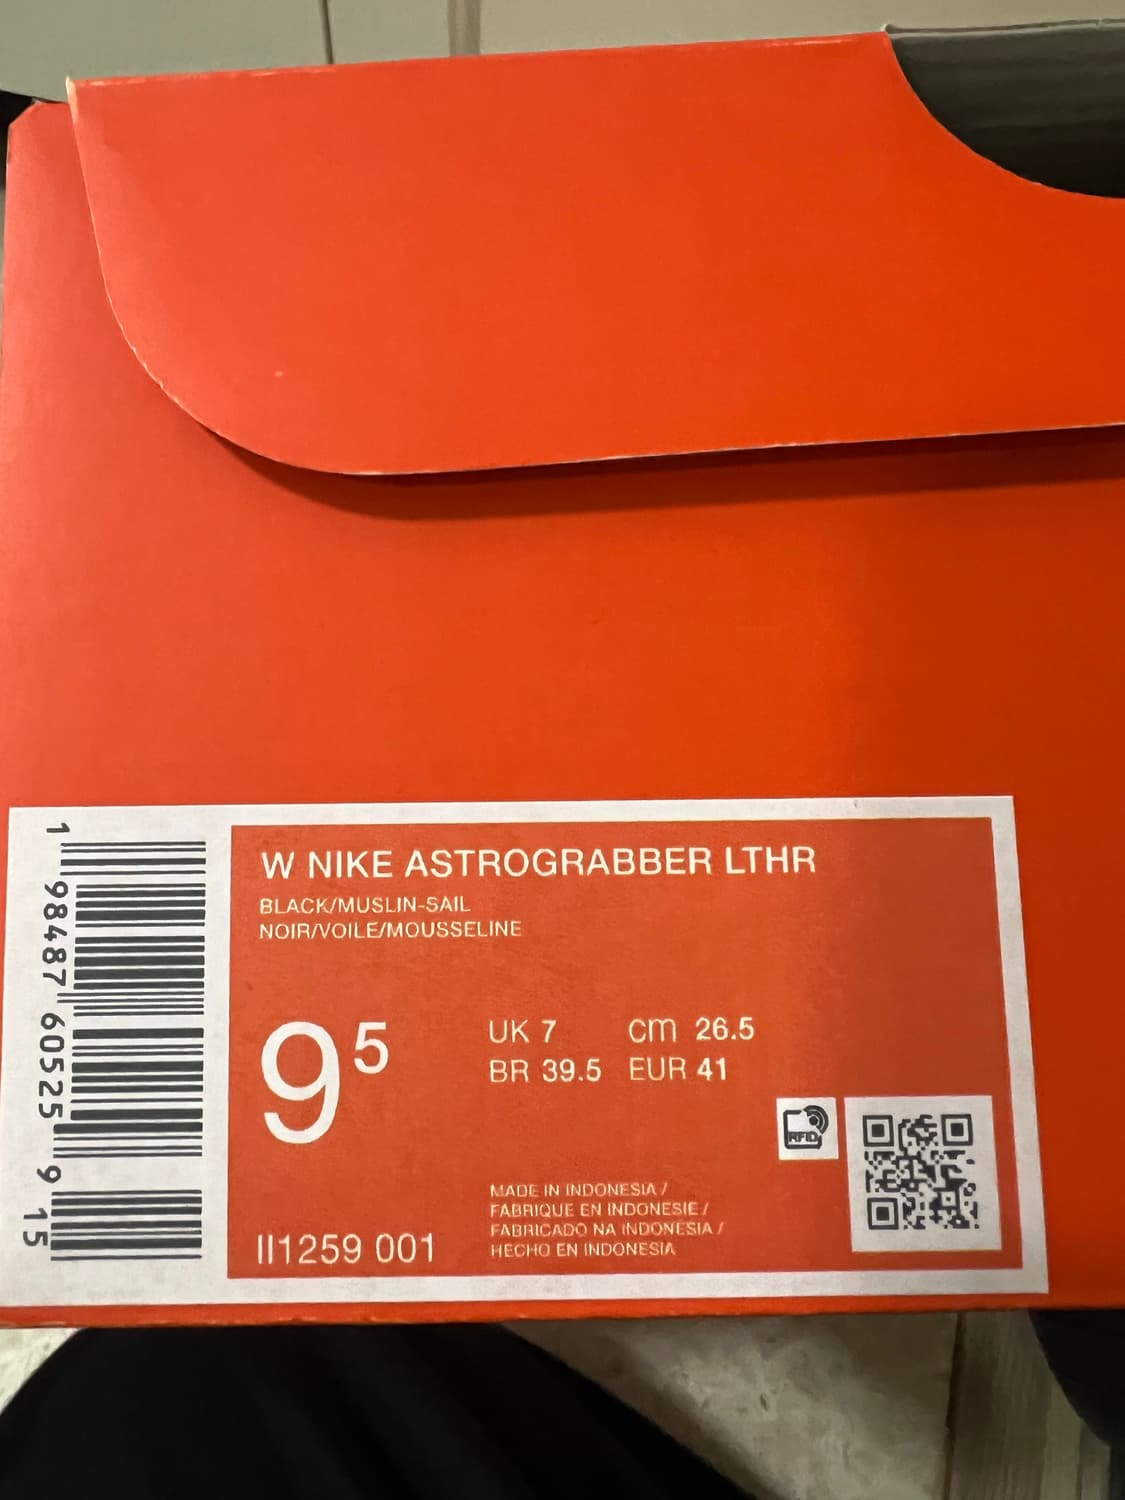 W NIKE ASTROGRABBER LTHR
BLACK/MUSLIN-SAIL
NOIR/VOILE/MOUSSELINE
9 5
UK 7 cm 26.5
BR 39.5 EUR 41
RFID
MADE IN INDONESIA /
FABRIQUE EN INDONESIE /
FABRICADO NA INDONESIA /
HECHO EN INDONESIA
II1259 001
1 98487 60525 9 15